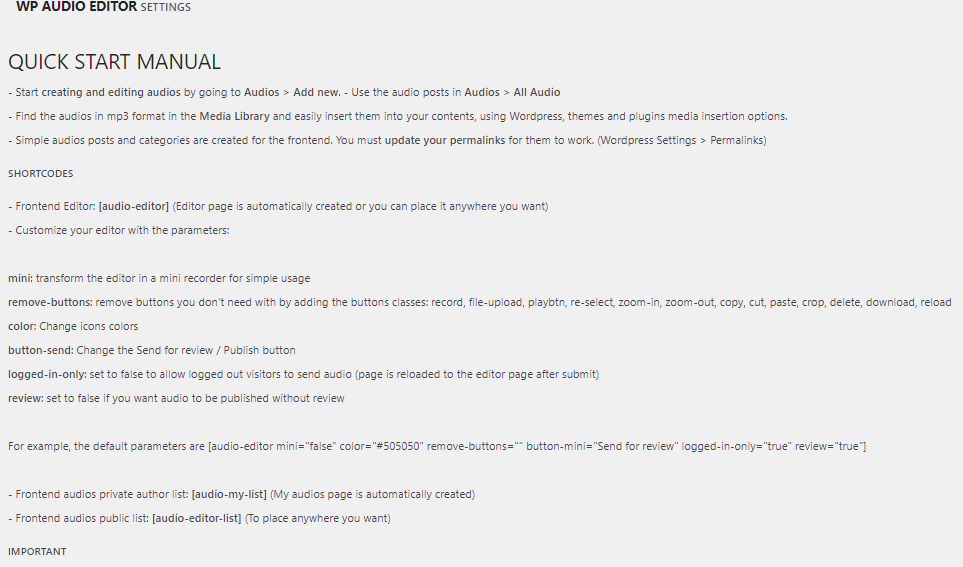 WP AUDIO EDITOR SETTINGS
QUICK START MANUAL
- Start creating and editing audios by going to Audios > Add new. - Use the audio posts in Audios > All Audio
- Find the audios in mp3 format in the Media Library and easily insert them into your contents, using Wordpress, themes and plugins media insertion options.
- Simple audios posts and categories are created for the frontend. You must update your permalinks for them to work. (Wordpress Settings > Permalinks)
SHORTCODES
- Frontend Editor: [audio-editor] (Editor page is automatically created or you can place it anywhere you want)
- Customize your editor with the parameters:
mini: transform the editor in a mini recorder for simple usage
remove-buttons: remove buttons you don't need with by adding the buttons classes: record, file-upload, playbtn, re-select, zoom-in, zoom-out, copy, cut, paste, crop, delete, download, reload
color: Change icons colors
button-send: Change the Send for review / Publish button
logged-in-only: set to false to allow logged out visitors to send audio (page is reloaded to the editor page after submit)
review: set to false if you want audio to be published without review
For example, the default parameters are [audio-editor mini="false" color="#505050" remove-buttons="" button-mini="Send for review" logged-in-only="true" review="true"]
- Frontend audios private author list: [audio-my-list] (My audios page is automatically created)
- Frontend audios public list: [audio-editor-list] (To place anywhere you want)
IMPORTANT